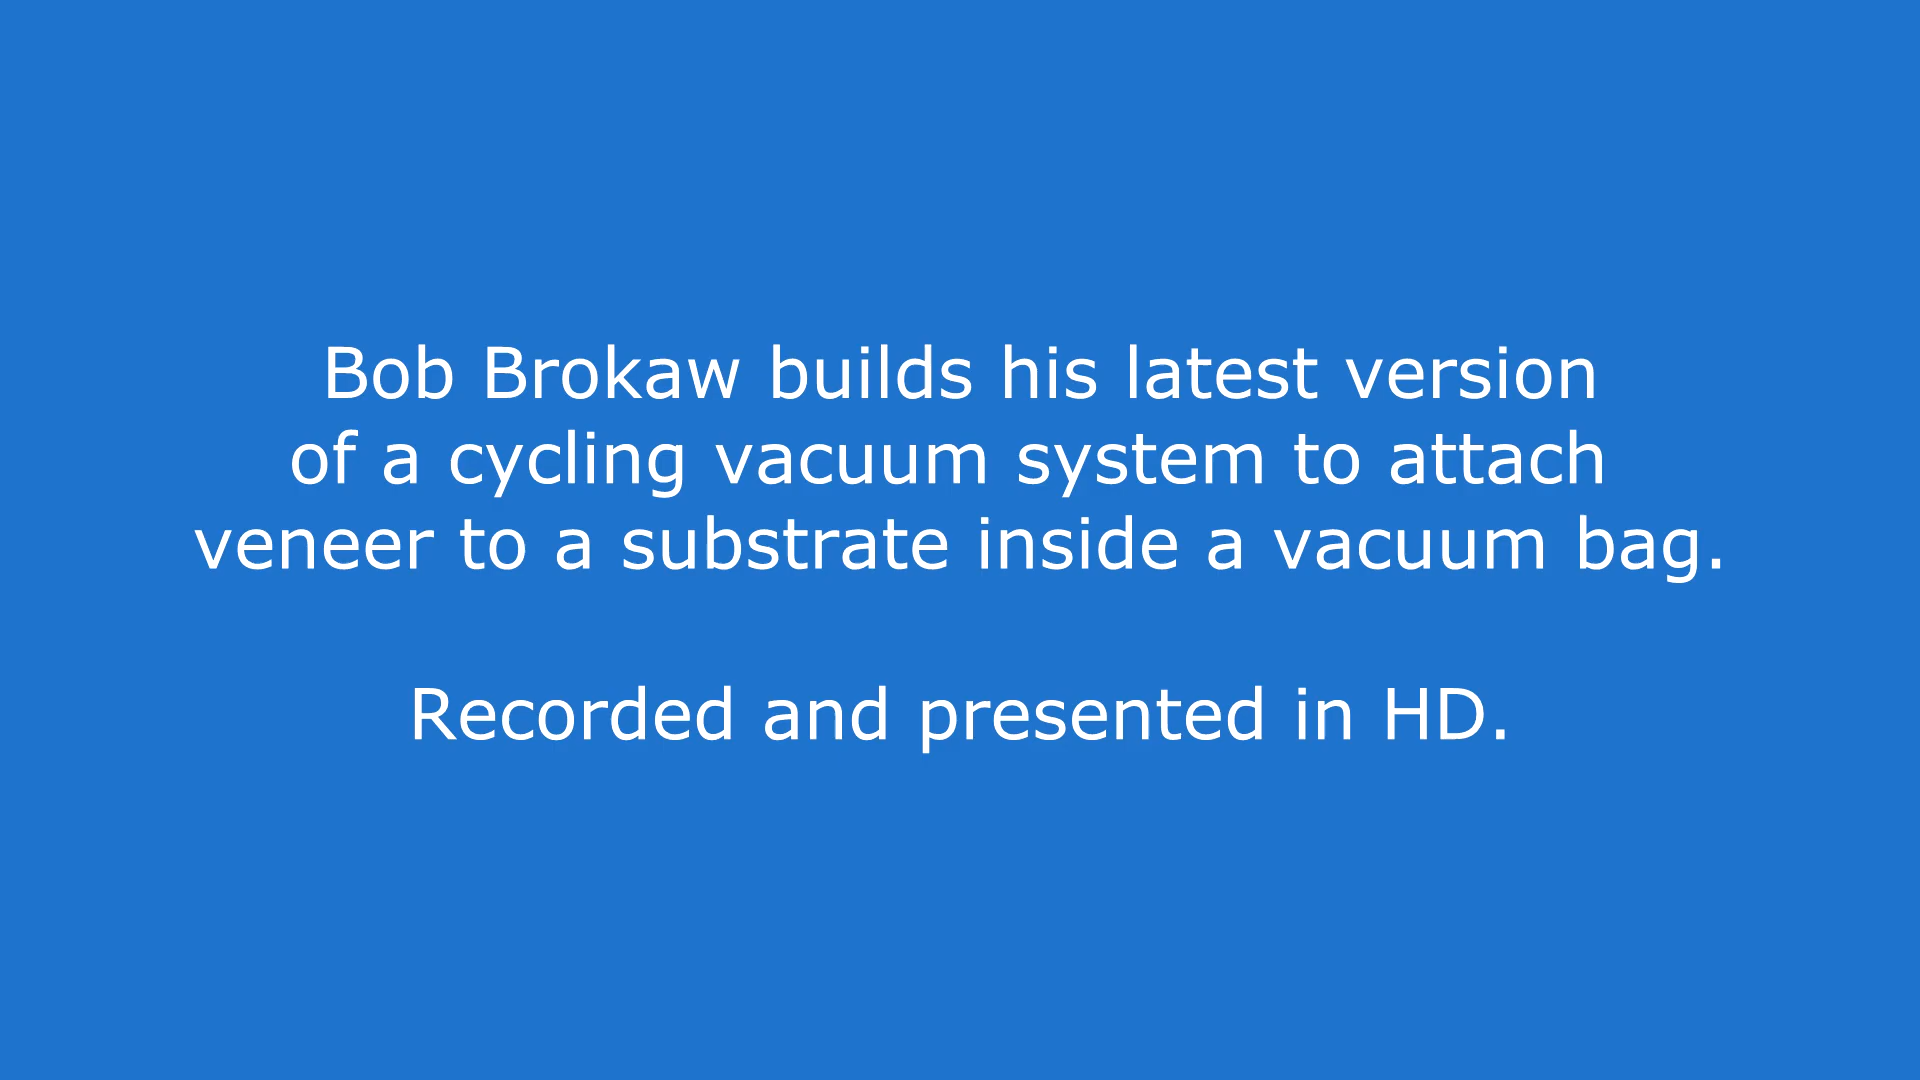 Bob Brokaw builds his latest version
of a cycling vacuum system to attach
veneer to a substrate inside a vacuum bag.
Recorded and presented in HD.